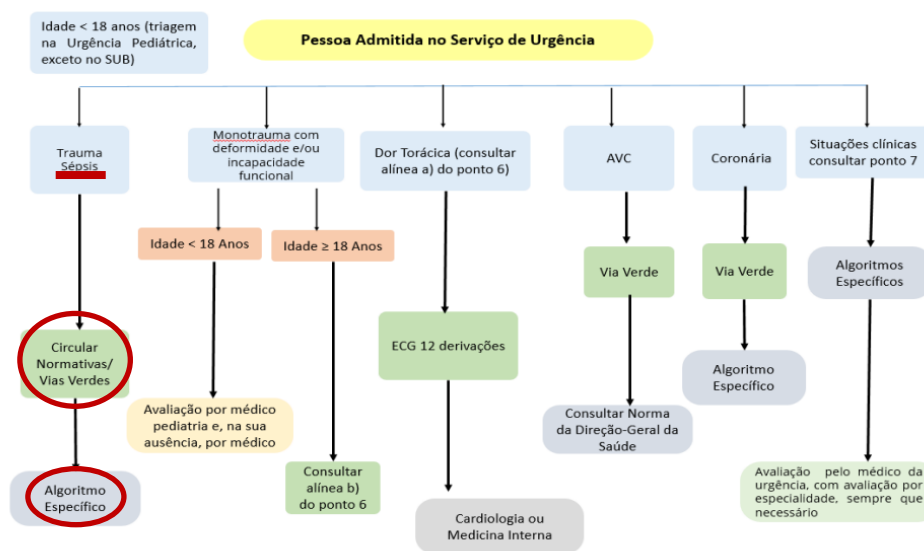 Idade < 18 anos (triagem
na Urgência Pediátrica,
exceto no SUB)
Pessoa Admitida no Serviço de Urgência
Trauma
Sépsis
Monotrauma com
deformidade e/ou
incapacidade
funcional
Dor Torácica (consultar
alínea a) do ponto 6)
AVC
Coronária
Situações clínicas
consultar ponto 7
Idade < 18 Anos
Idade ≥ 18 Anos
Via Verde
Via Verde
Algoritmos
Específicos
Circular
Normativas/
Vias Verdes
ECG 12 derivações
Algoritmo
Específico
Avaliação por médico
pediatria e, na sua
ausência, por médico
Consultar Norma
da Direção-Geral da
Saúde
Consultar
alínea b)
do ponto 6
Algoritmo
Específico
Cardiologia ou
Medicina Interna
Avaliação pelo médico da
urgência, com avaliação por
especialidade, sempre que
necessário